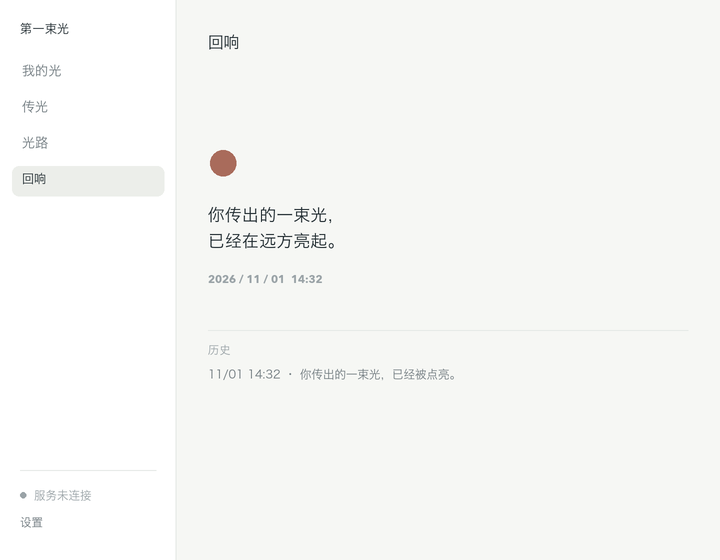 第一束光
我的光
传光
光路
回响
服务未连接
设置
回响
你传出的一束光，
已经在远方亮起。
2026 / 11 / 01 14:32
历史
11/01 14:32 · 你传出的一束光，已经被点亮。